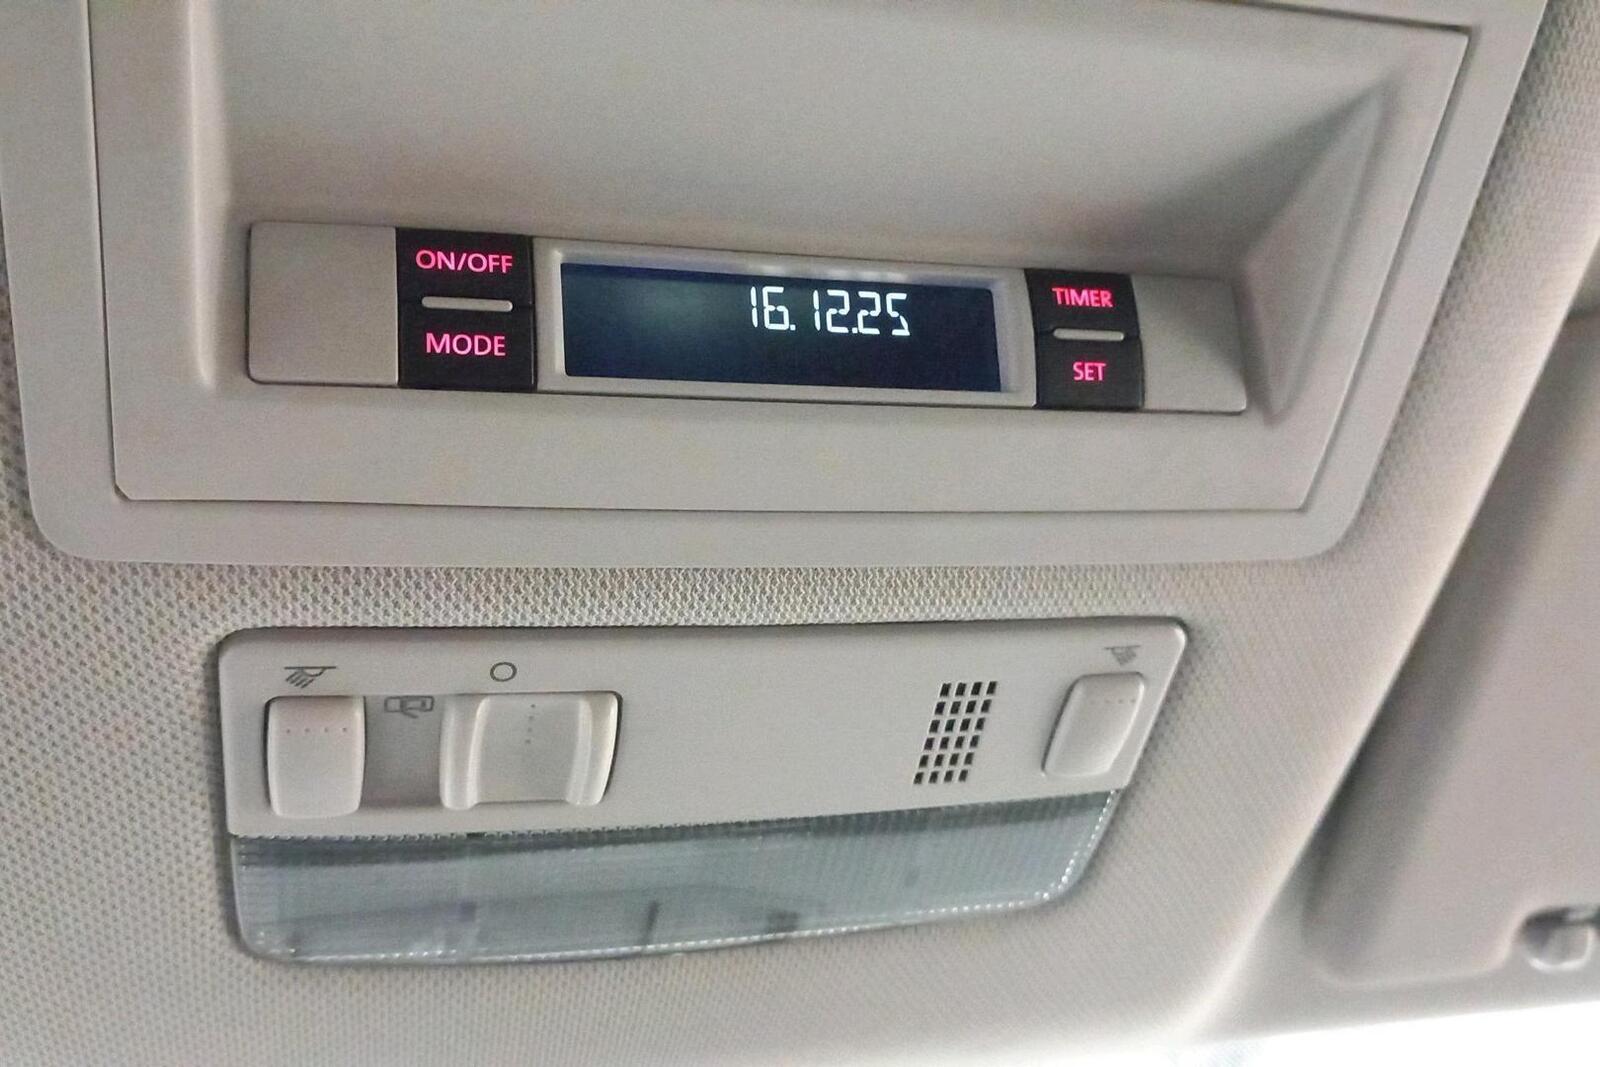 ON/OFF
MODE
16.12.25
TIMER
SET